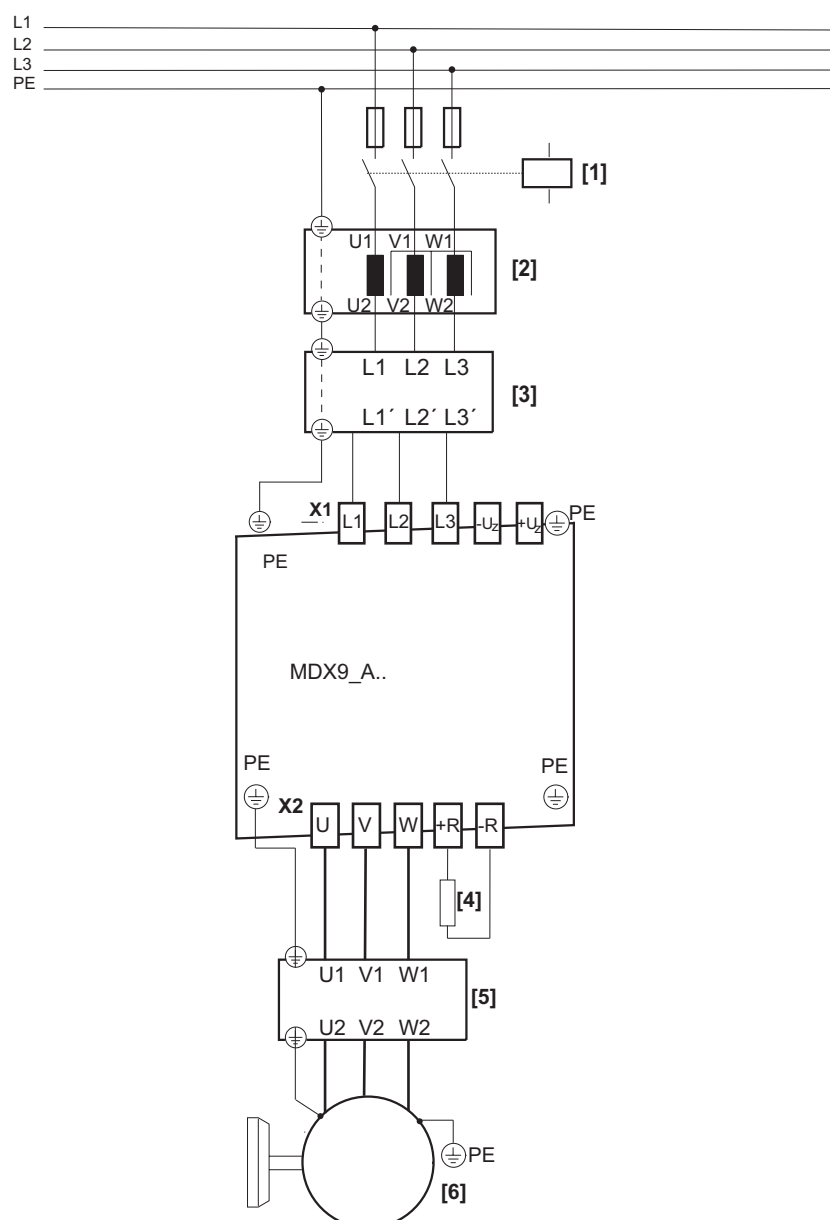 L1
L2
L3
PE
[1]
U1 V1 W1
[2]
U2 V2 W2
L1 L2 L3
[3]
L1´ L2´ L3´
X1 L1 L2 L3 -Uz +Uz PE
PE
MDX9_A..
PE PE
X2 U V W +R -R
[4]
U1 V1 W1
[5]
U2 V2 W2
PE
[6]